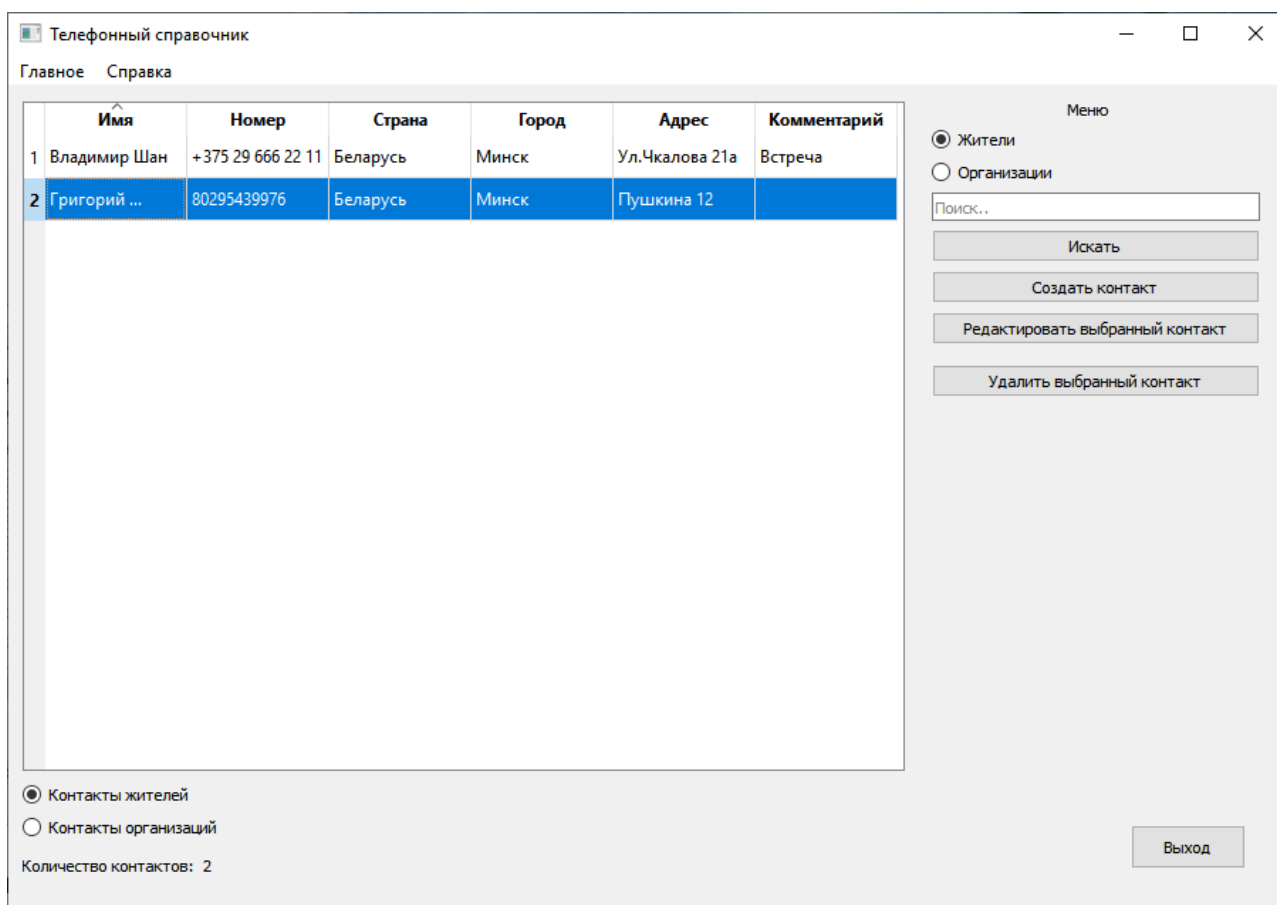 Телефонный справочник
Главное Справка
Имя Номер Страна Город Адрес Комментарий
1 Владимир Шан +375 29 666 22 11 Беларусь Минск Ул.Чкалова 21а Встреча
2 Григорий ... 80295439976 Беларусь Минск Пушкина 12
Меню
Жители
Организации
Поиск..
Искать
Создать контакт
Редактировать выбранный контакт
Удалить выбранный контакт
Контакты жителей
Контакты организаций
Количество контактов: 2
Выход